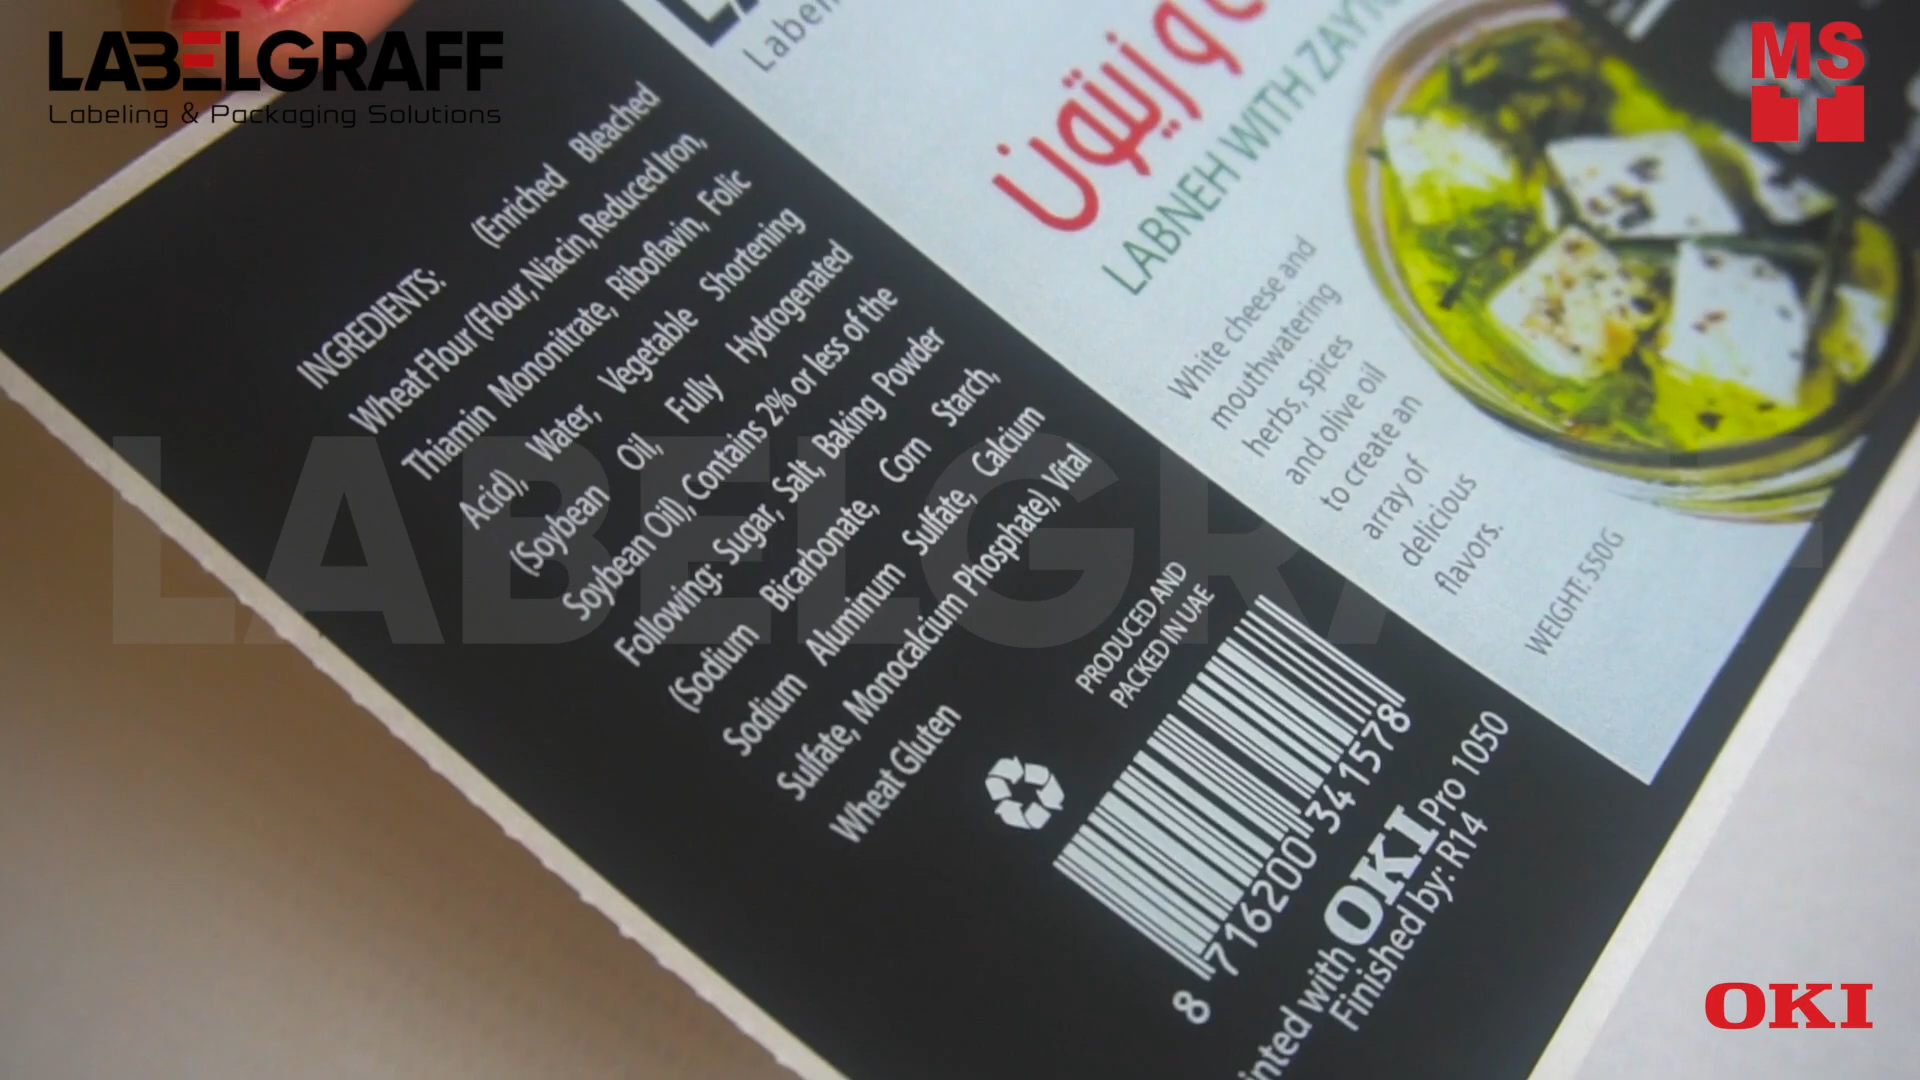 LABELGRAFF
Labeling & Packaging Solutions
MS
INGREDIENTS: (Enriched Bleached
Wheat Flour (Flour, Niacin, Reduced Iron,
Thiamin Mononitrate, Riboflavin, Folic
Acid), Water, Vegetable Shortening
(Soybean Oil, Fully Hydrogenated
Soybean Oil), Contains 2% or less of the
Following: Sugar, Salt, Baking Powder
(Sodium Bicarbonate, Corn Starch,
Sodium Aluminum Sulfate, Calcium
Sulfate, Monocalcium Phosphate), Vital
Wheat Gluten
PRODUCED AND
PACKED IN UAE
8 716200 341578
with OKI Pro 1050
Finished by: R14
و زيتون
LABNEH WITH
White cheese and
mouthwatering
herbs, spices
and olive oil
to create an
array of
delicious
flavors.
WEIGHT: 550G
LABELGRAFF
OKI